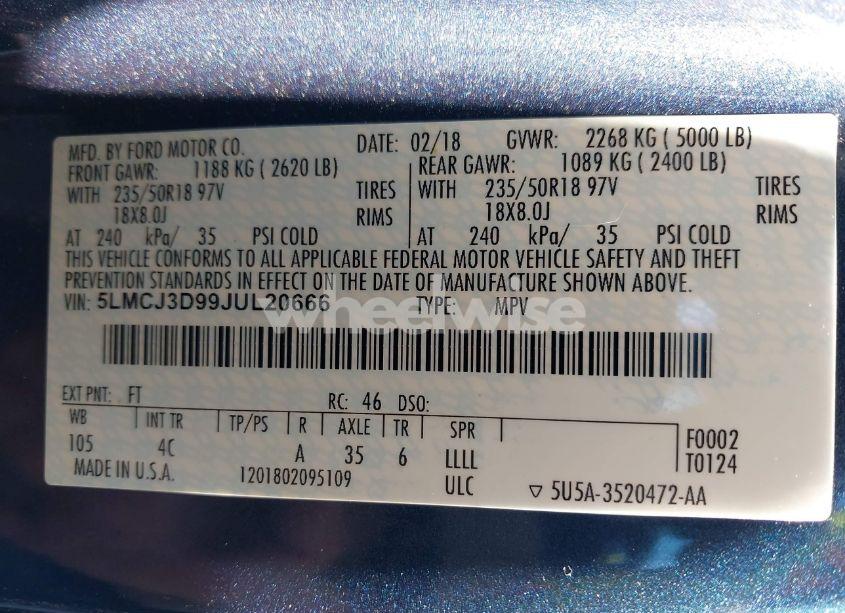 MFD. BY FORD MOTOR CO. DATE: 02/18 GVWR: 2268 KG ( 5000 LB)
FRONT GAWR: 1188 KG ( 2620 LB) REAR GAWR: 1089 KG ( 2400 LB)
WITH 235/50R18 97V TIRES WITH 235/50R18 97V TIRES
18X8.0J RIMS 18X8.0J RIMS
AT 240 kPa/ 35 PSI COLD AT 240 kPa/ 35 PSI COLD
THIS VEHICLE CONFORMS TO ALL APPLICABLE FEDERAL MOTOR VEHICLE SAFETY AND THEFT
PREVENTION STANDARDS IN EFFECT ON THE DATE OF MANUFACTURE SHOWN ABOVE.
VIN: 5LMCJ3D99JUL20666 TYPE: MPV
wheelwise
EXT PNT: FT RC: 46 DSO:
WB INT TR TP/PS R AXLE TR SPR
105 4C A 35 6 LLLL
F0002
T0124
MADE IN U.S.A. 1201802095109 ULC ▽ 5U5A-3520472-AA